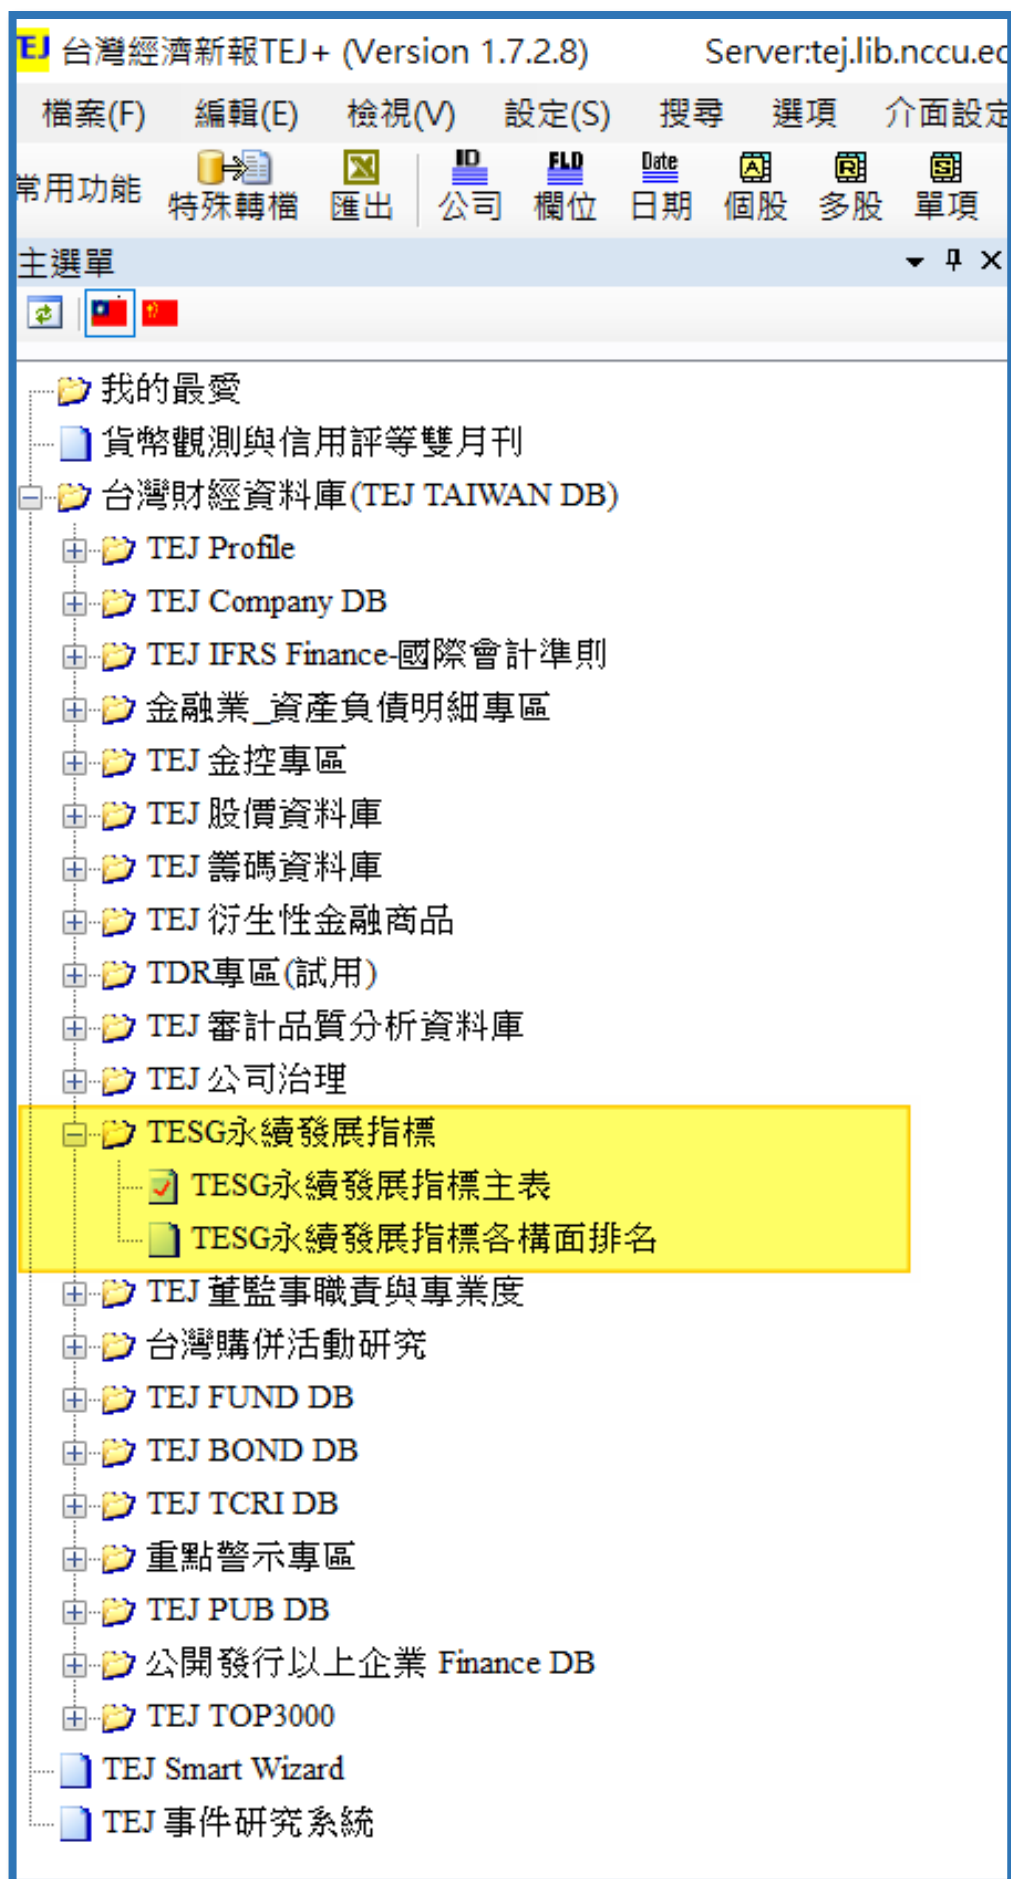 EJ 台灣經濟新報TEJ+ (Version 1.7.2.8) Server:tej.lib.nccu.ec
檔案(F) 編輯(E) 檢視(V) 設定(S) 搜尋 選項 介面設定
常用功能 特殊轉檔 匯出 ID 公司 FLD 欄位 Date 日期 A 個股 R 多股 S 單項
主選單
我的最愛
貨幣觀測與信用評等雙月刊
台灣財經資料庫(TEJ TAIWAN DB)
TEJ Profile
TEJ Company DB
TEJ IFRS Finance-國際會計準則
金融業_資產負債明細專區
TEJ 金控專區
TEJ 股價資料庫
TEJ 籌碼資料庫
TEJ 衍生性金融商品
TDR專區(試用)
TEJ 審計品質分析資料庫
TEJ 公司治理
TESG永續發展指標
TESG永續發展指標主表
TESG永續發展指標各構面排名
TEJ 董監事職責與專業度
台灣購併活動研究
TEJ FUND DB
TEJ BOND DB
TEJ TCRI DB
重點警示專區
TEJ PUB DB
公開發行以上企業 Finance DB
TEJ TOP3000
TEJ Smart Wizard
TEJ 事件研究系統